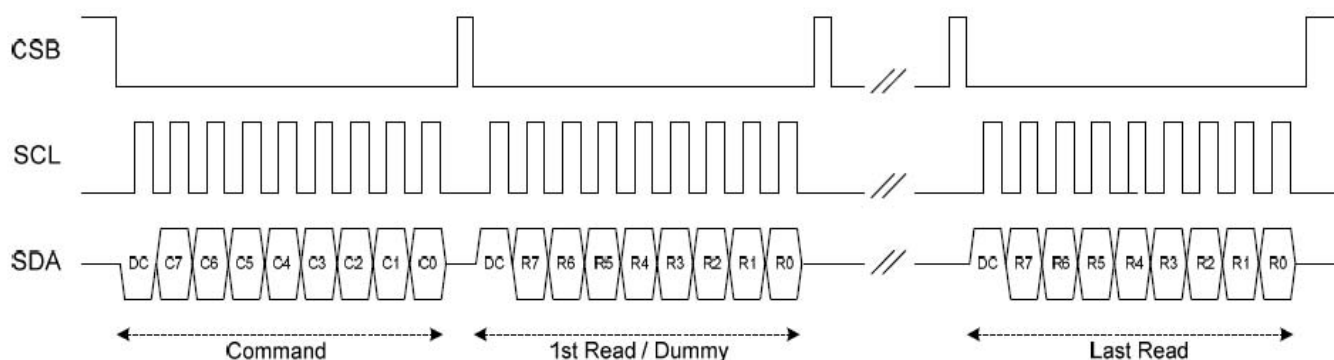 CSB
SCL
SDA DC C7 C6 C5 C4 C3 C2 C1 C0 DC R7 R6 R5 R4 R3 R2 R1 R0 DC R7 R6 R5 R4 R3 R2 R1 R0
Command 1st Read / Dummy Last Read